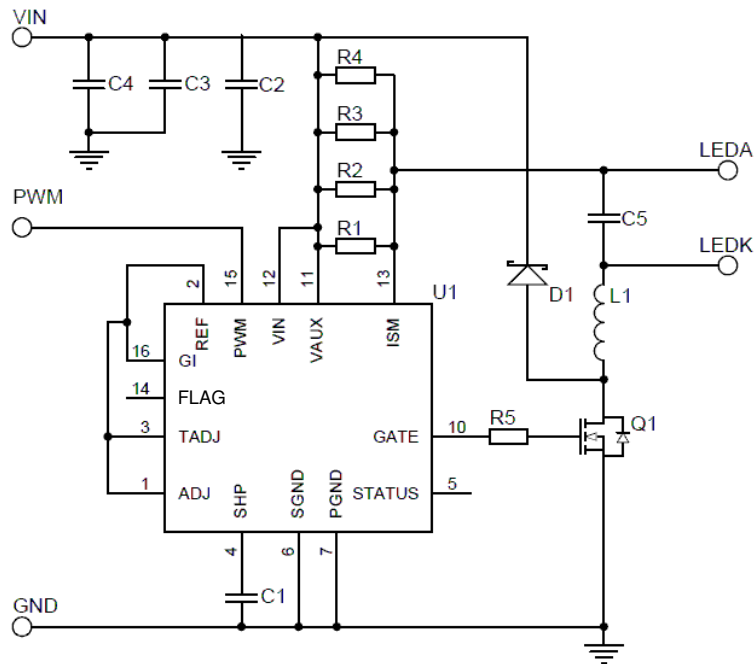 VIN
R4
C4
C3
C2
R3
LEDA
R2
PWM
C5
R1
LEDK
2
15
12
11
13
U1
D1
L1
REF
PWM
VIN
VAUX
ISM
16
GI
14
FLAG
R5
Q1
3
TADJ
GATE
10
1
ADJ
SHP
SGND
PGND
STATUS
5
4
6
7
C1
GND